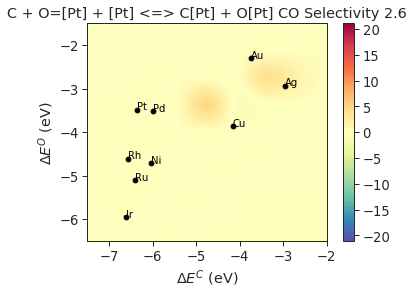 C + O=[Pt] + [Pt] <=> C[Pt] + O[Pt] CO Selectivity 2.6
−2
−3
−4
−5
−6
ΔE^O (eV)
Au
Ag
Pt
Pd
Cu
Rh
Ni
Ru
Ir
−7
−6
−5
−4
−3
−2
ΔE^C (eV)
20
15
10
5
0
−5
−10
−15
−20